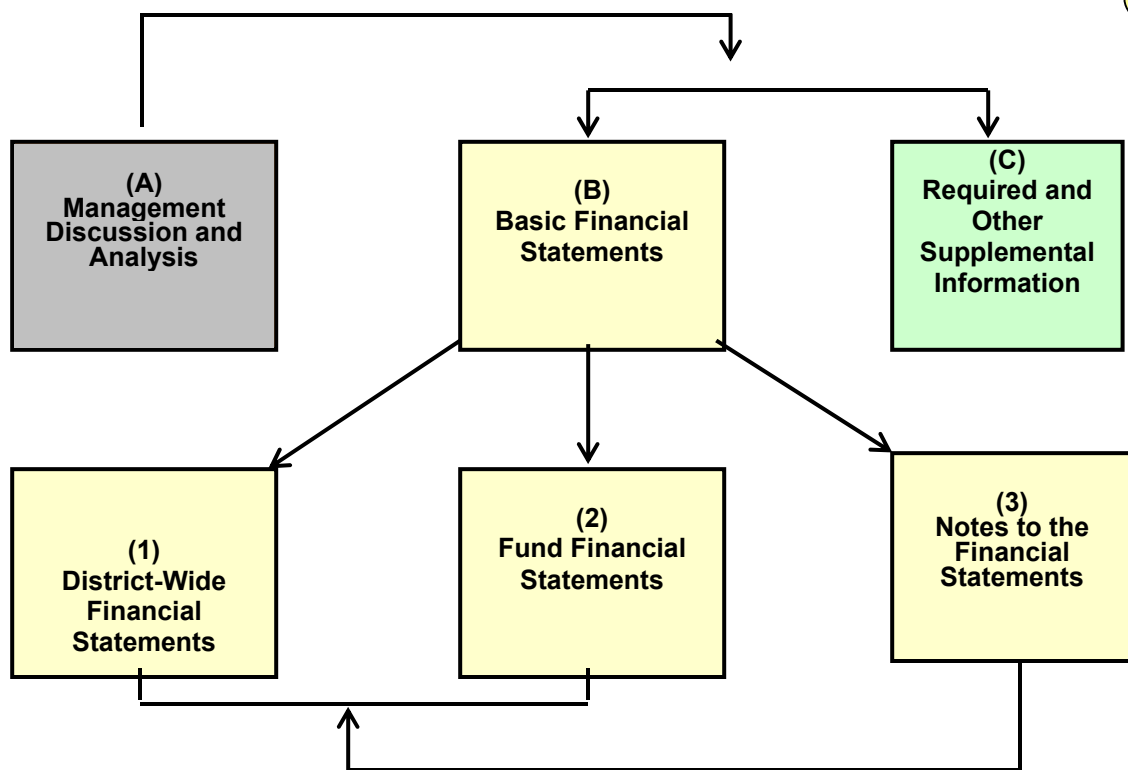 (A)
Management
Discussion and
Analysis
(B)
Basic Financial
Statements
(C)
Required and
Other
Supplemental
Information
(1)
District-Wide
Financial
Statements
(2)
Fund Financial
Statements
(3)
Notes to the
Financial
Statements